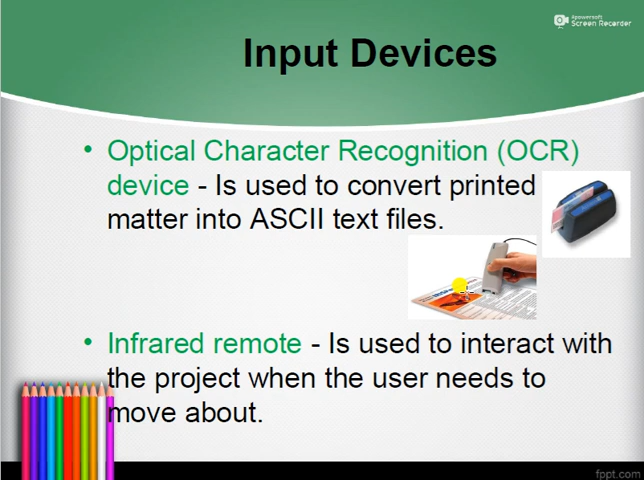 Apowersoft
Screen Recorder
Input Devices
• Optical Character Recognition (OCR)
device - Is used to convert printed
matter into ASCII text files.
• Infrared remote - Is used to interact with
the project when the user needs to
move about.
fppt.com